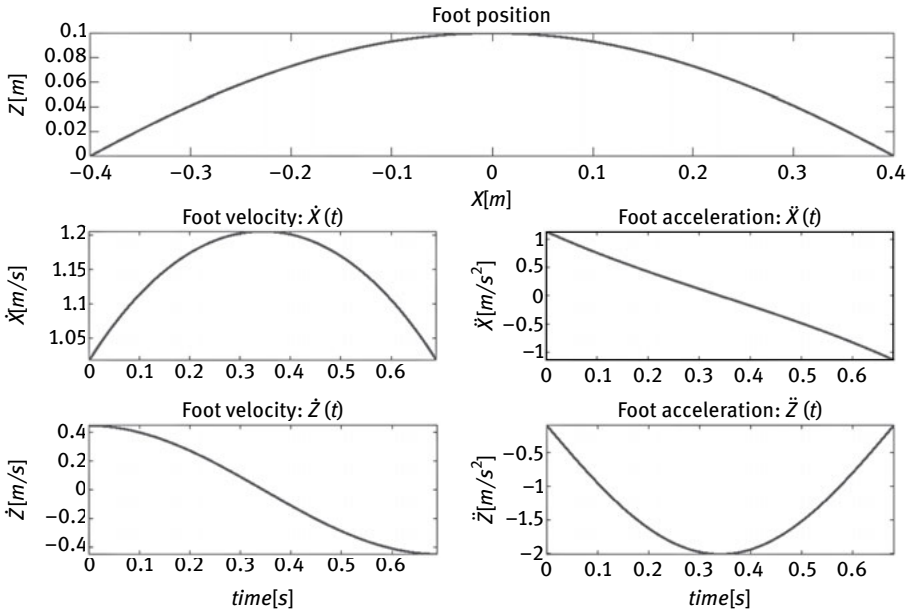 Foot position
0.1
0.08
0.06
0.04
0.02
0
Z[m]
−0.4 −0.3 −0.2 −0.1 0 0.1 0.2 0.3 0.4
X[m]
Foot velocity: Ẋ (t)
1.2
1.15
1.1
1.05
Ẋ[m/s]
0 0.1 0.2 0.3 0.4 0.5 0.6
Foot acceleration: Ẍ (t)
1
0.5
0
−0.5
−1
Ẍ[m/s²]
0 0.1 0.2 0.3 0.4 0.5 0.6
Foot velocity: Ż (t)
0.4
0.2
0
−0.2
−0.4
Ż[m/s]
0 0.1 0.2 0.3 0.4 0.5 0.6
time[s]
Foot acceleration: Z̈ (t)
−0.5
−1
−1.5
−2
Z̈[m/s²]
0 0.1 0.2 0.3 0.4 0.5 0.6
time[s]